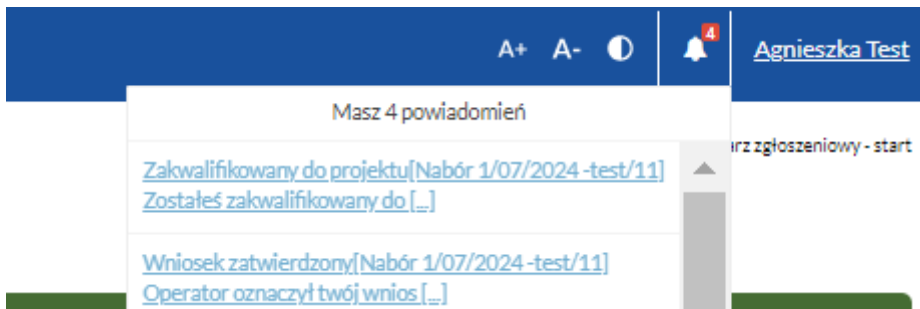 A+ A- 4 Agnieszka Test
Masz 4 powiadomień
rz zgłoszeniowy - start
Zakwalifikowany do projektu[Nabór 1/07/2024 -test/11]
Zostałeś zakwalifikowany do [...]
Wniosek zatwierdzony[Nabór 1/07/2024 -test/11]
Operator oznaczył twój wnios [...]